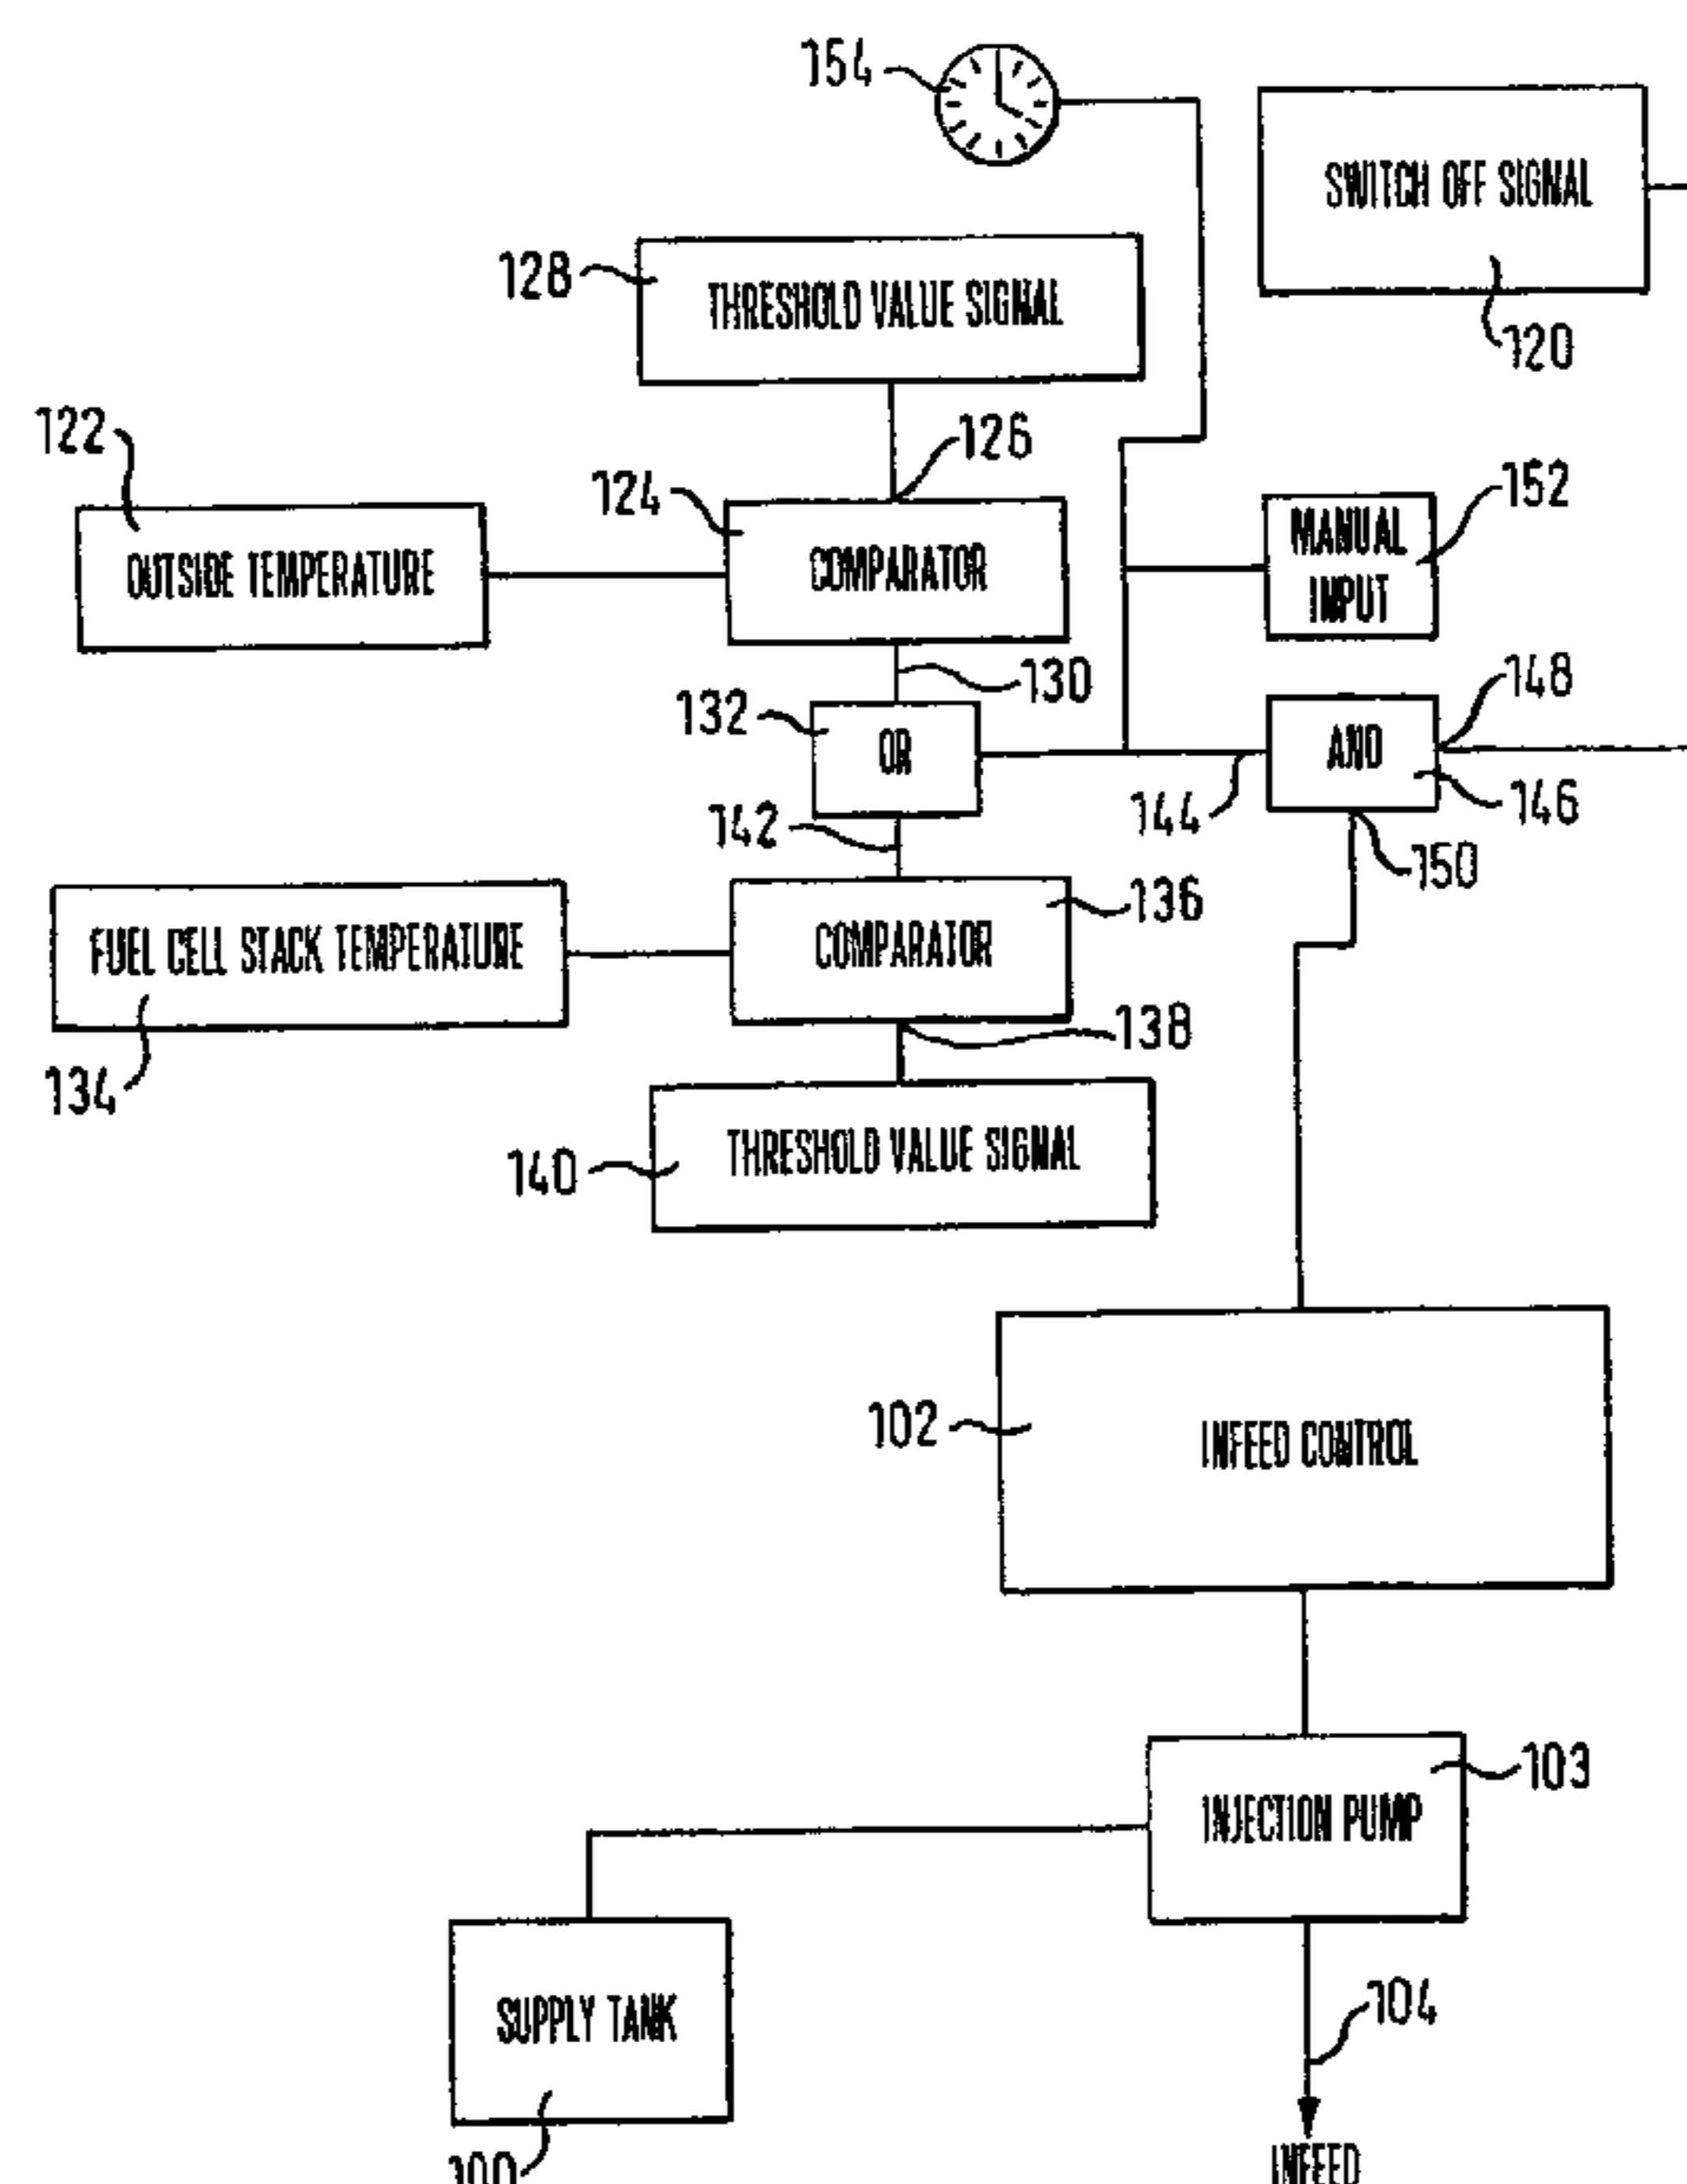 154
SWITCH OFF SIGNAL
128
THRESHOLD VALUE SIGNAL
120
122
126
124
152
OUTSIDE TEMPERATURE
COMPARATOR
MANUAL
INPUT
130
148
132
OR
AND
142
144
146
150
136
FUEL CELL STACK TEMPERATURE
COMPARATOR
138
134
THRESHOLD VALUE SIGNAL
140
102
INFEED CONTROL
103
INJECTION PUMP
104
SUPPLY TANK
100
INFEED